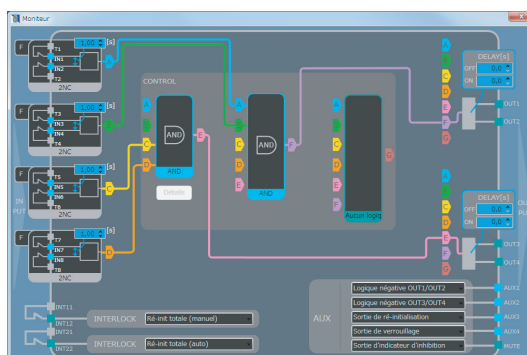 Moniteur
F
T1
IN1
IN2
T2
2NC
1,00 [s]
A
F
T3
IN3
IN4
T4
2NC
1,00 [s]
F
T5
IN5
IN6
T6
2NC
1,00 [s]
C
F
T7
IN7
IN8
T8
2NC
1,00 [s]
D
IN
PUT
CONTROL
A
B
C
D
AND
AND
E
Détails
A
B
C
D
E
AND
AND
F
A
B
C
D
E
F
Aucun logiq
G
A
B
C
D
E
F
G
DELAY[s]
OFF 0,0
ON 0,0
OUT1
OUT2
A
B
C
D
E
F
G
DELAY[s]
OFF 0,0
ON 0,0
OUT3
OUT4
INT11
INT12
INTERLOCK Ré-init totale (manuel)
INT21
INT22
INTERLOCK Ré-init totale (auto)
AUX
Logique négative OUT1/OUT2 AUX1
Logique négative OUT3/OUT4 AUX2
Sortie de ré-initialisation AUX3
Sortie de verrouillage AUX4
Sortie d'indicateur d'inhibition MUTE